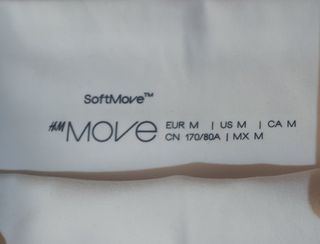 SoftMove™
H&M MOVE EUR M | US M | CA M
CN 170/80A | MX M